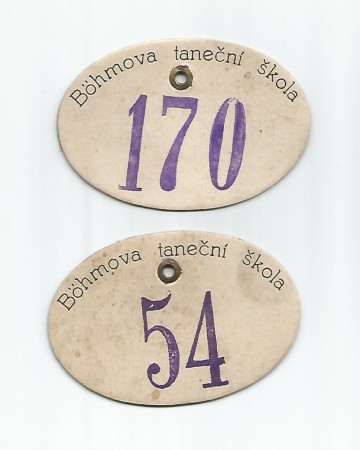 Böhmova taneční škola
170
Böhmova taneční škola
54